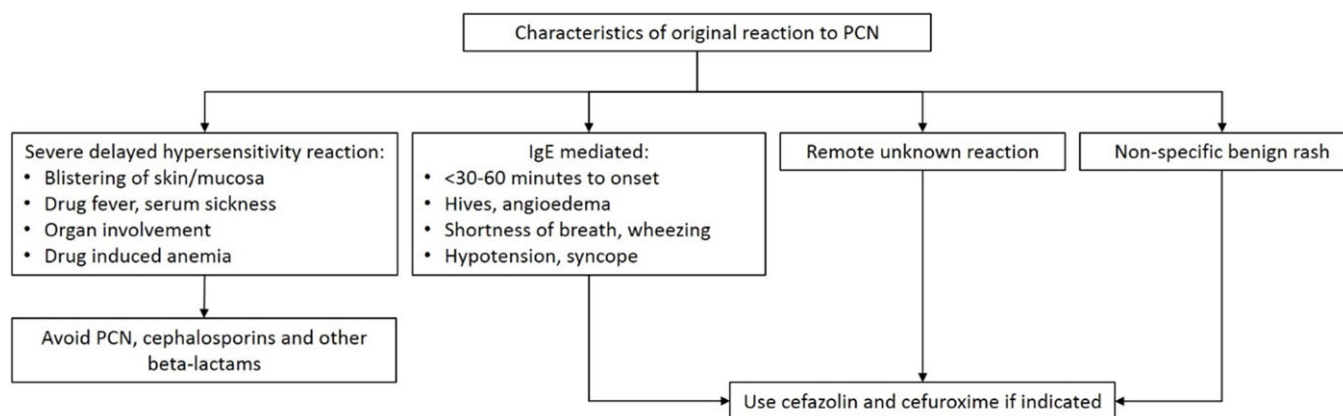 Characteristics of original reaction to PCN
Severe delayed hypersensitivity reaction:
• Blistering of skin/mucosa
• Drug fever, serum sickness
• Organ involvement
• Drug induced anemia
IgE mediated:
• <30-60 minutes to onset
• Hives, angioedema
• Shortness of breath, wheezing
• Hypotension, syncope
Remote unknown reaction
Non-specific benign rash
Avoid PCN, cephalosporins and other
beta-lactams
Use cefazolin and cefuroxime if indicated